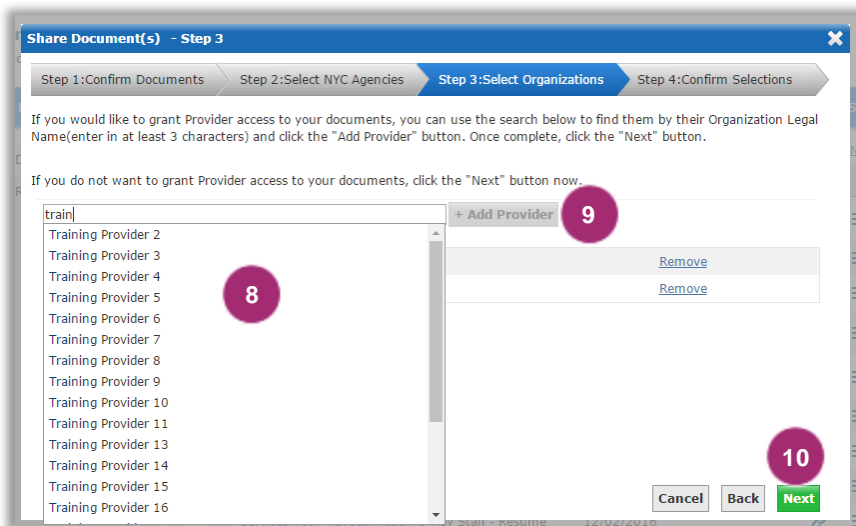 Share Document(s) - Step 3
Step 1:Confirm Documents Step 2:Select NYC Agencies Step 3:Select Organizations Step 4:Confirm Selections
If you would like to grant Provider access to your documents, you can use the search below to find them by their Organization Legal
Name(enter in at least 3 characters) and click the "Add Provider" button. Once complete, click the "Next" button.
If you do not want to grant Provider access to your documents, click the "Next" button now.
train + Add Provider 9
Training Provider 2
Training Provider 3
Remove
Training Provider 4
8
Training Provider 5
Remove
Training Provider 6
Training Provider 7
Training Provider 8
Training Provider 9
Training Provider 10
Training Provider 11
Training Provider 13
Training Provider 14
10
Training Provider 15
Training Provider 16
Cancel Back Next
Staff - Resume 12/02/2016